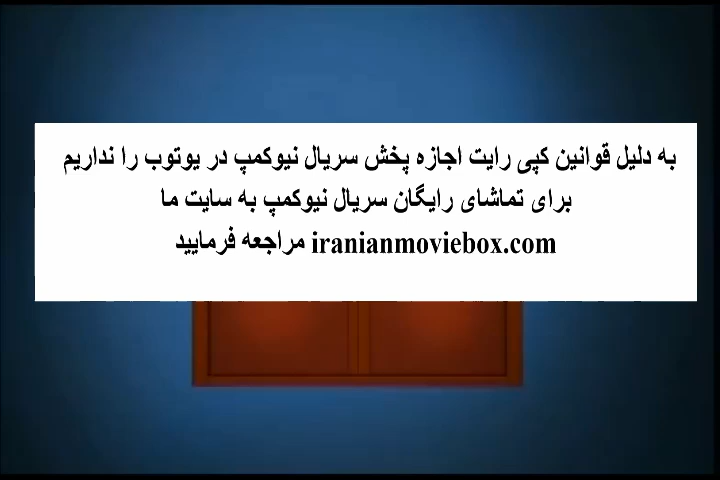 به دلیل قوانین کپی رایت اجازه پخش سریال نیوکمپ در یوتوب را نداریم
برای تماشای رایگان سریال نیوکمپ به سایت ما
iranianmoviebox.com مراجعه فرمایید